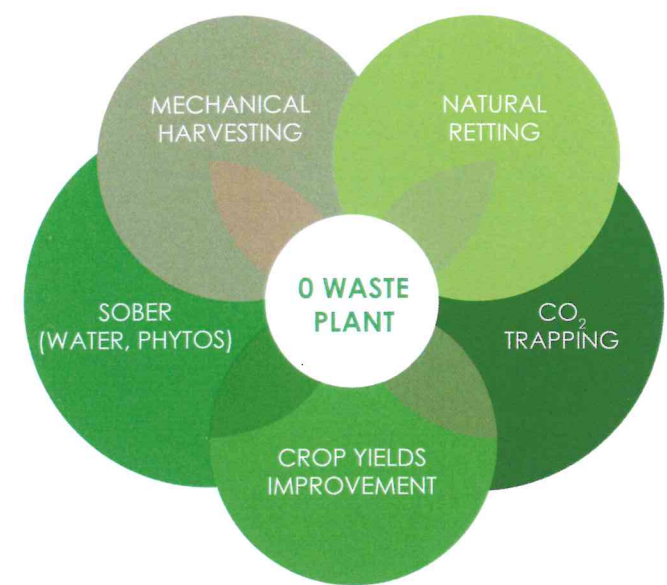 MECHANICAL
HARVESTING
NATURAL
RETTING
0 WASTE
PLANT
SOBER
(WATER, PHYTOS)
CO₂
TRAPPING
CROP YIELDS
IMPROVEMENT